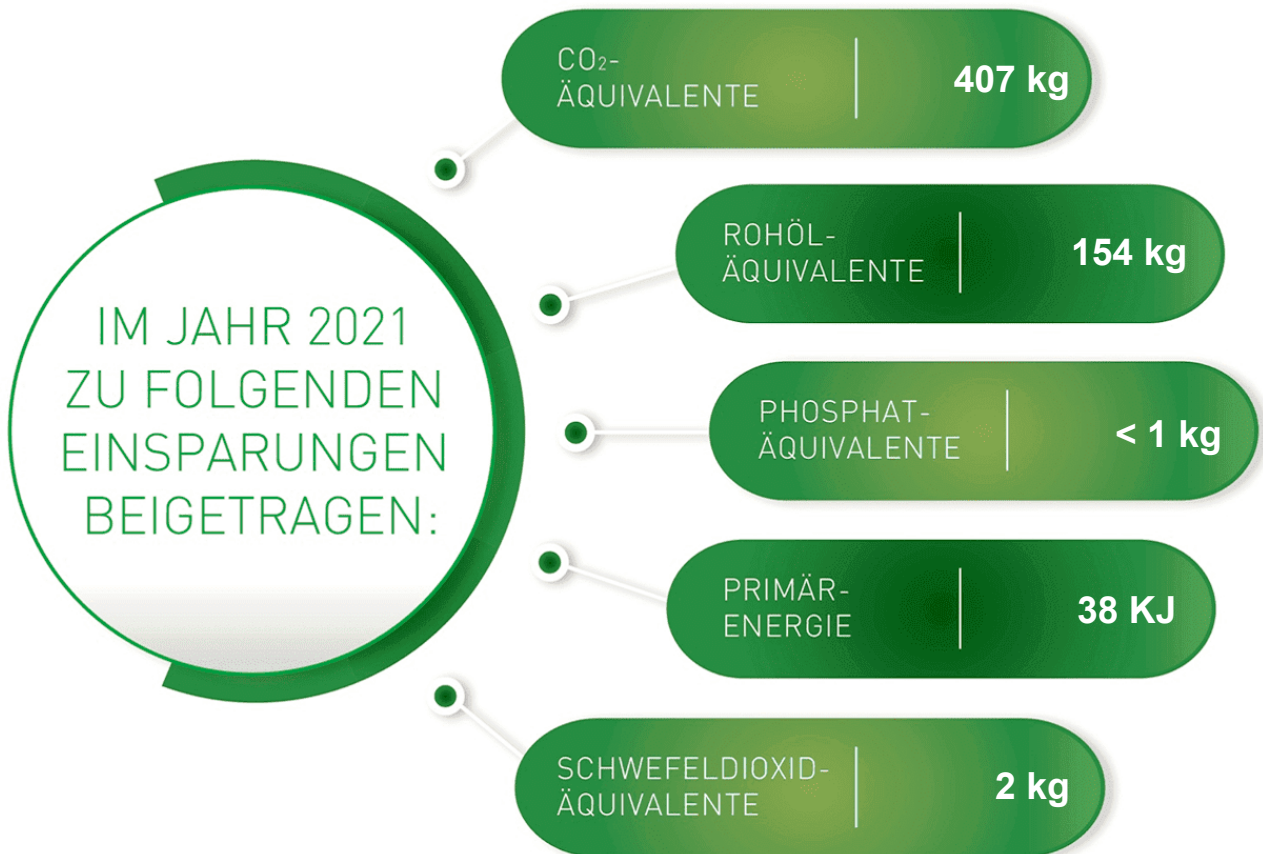 IM JAHR 2021
ZU FOLGENDEN
EINSPARUNGEN
BEIGETRAGEN:
CO₂-
ÄQUIVALENTE
407 kg
ROHÖL-
ÄQUIVALENTE
154 kg
PHOSPHAT-
ÄQUIVALENTE
< 1 kg
PRIMÄR-
ENERGIE
38 KJ
SCHWEFELDIOXID-
ÄQUIVALENTE
2 kg